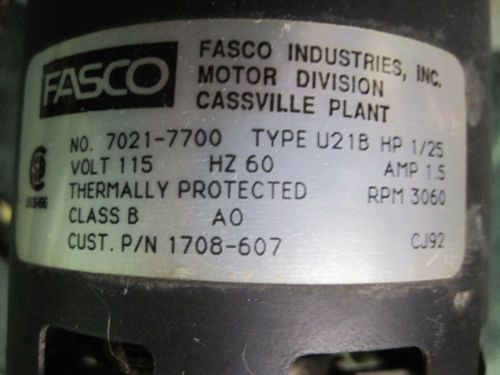 FASCO
FASCO INDUSTRIES, INC.
MOTOR DIVISION
CASSVILLE PLANT
NO. 7021-7700 TYPE U21B HP 1/25
VOLT 115 HZ 60 AMP 1.5
THERMALLY PROTECTED RPM 3060
CLASS B AO
CUST. P/N 1708-607 CJ92